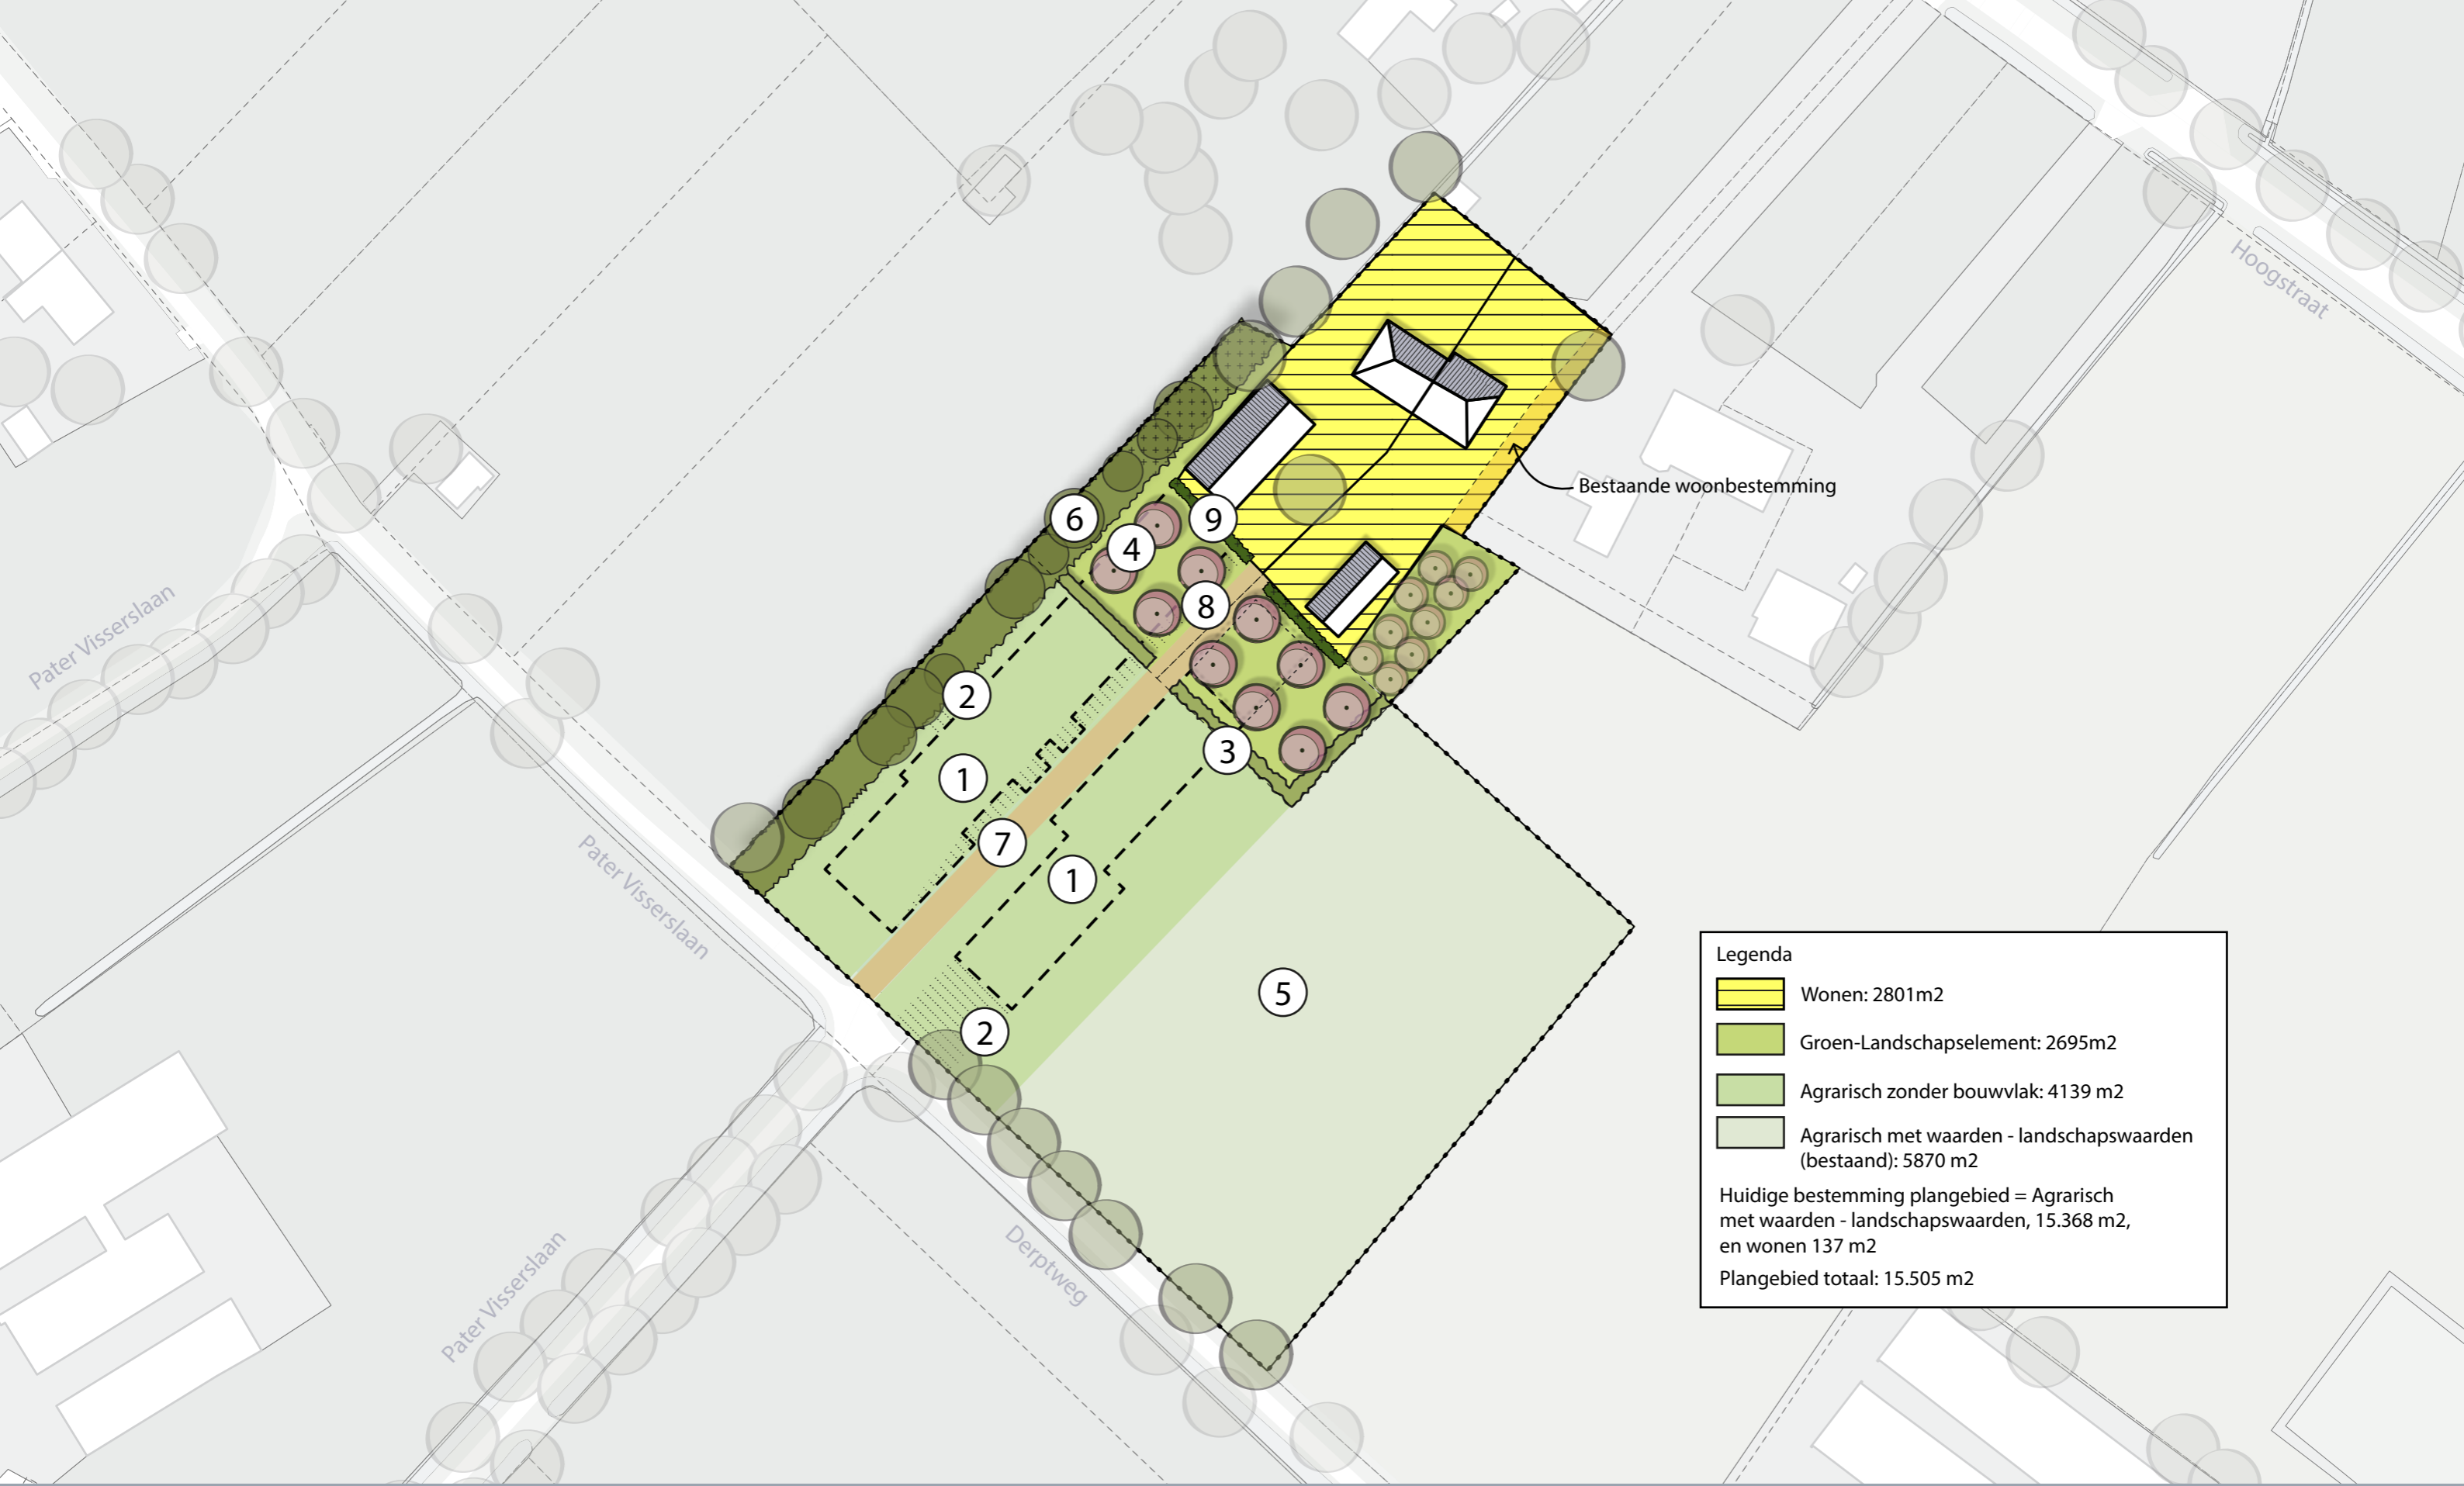 Hoogstraat
Bestaande woonbestemming
6
9
4
8
2
3
1
7
1
5
2
Pater Visserslaan
Pater Visserslaan
Pater Visserslaan
Derptweg
Legenda
Wonen: 2801m2
Groen-Landschapselement: 2695m2
Agrarisch zonder bouwvlak: 4139 m2
Agrarisch met waarden - landschapswaarden
(bestaand): 5870 m2
Huidige bestemming plangebied = Agrarisch
met waarden - landschapswaarden, 15.368 m2,
en wonen 137 m2
Plangebied totaal: 15.505 m2